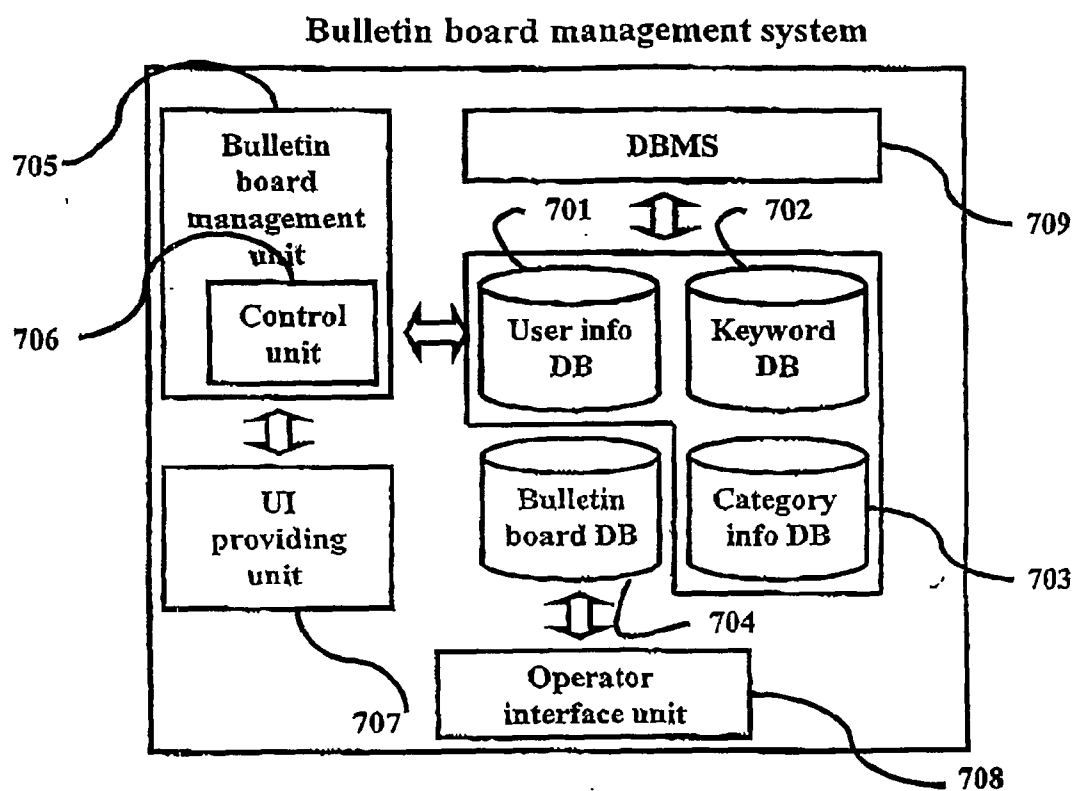 Bulletin board management system
705
Bulletin
board
management
unit
706
Control
unit
DBMS
709
701
702
User info
DB
Keyword
DB
Bulletin
board DB
Category
info DB
703
704
UI
providing
unit
707
Operator
interface unit
708